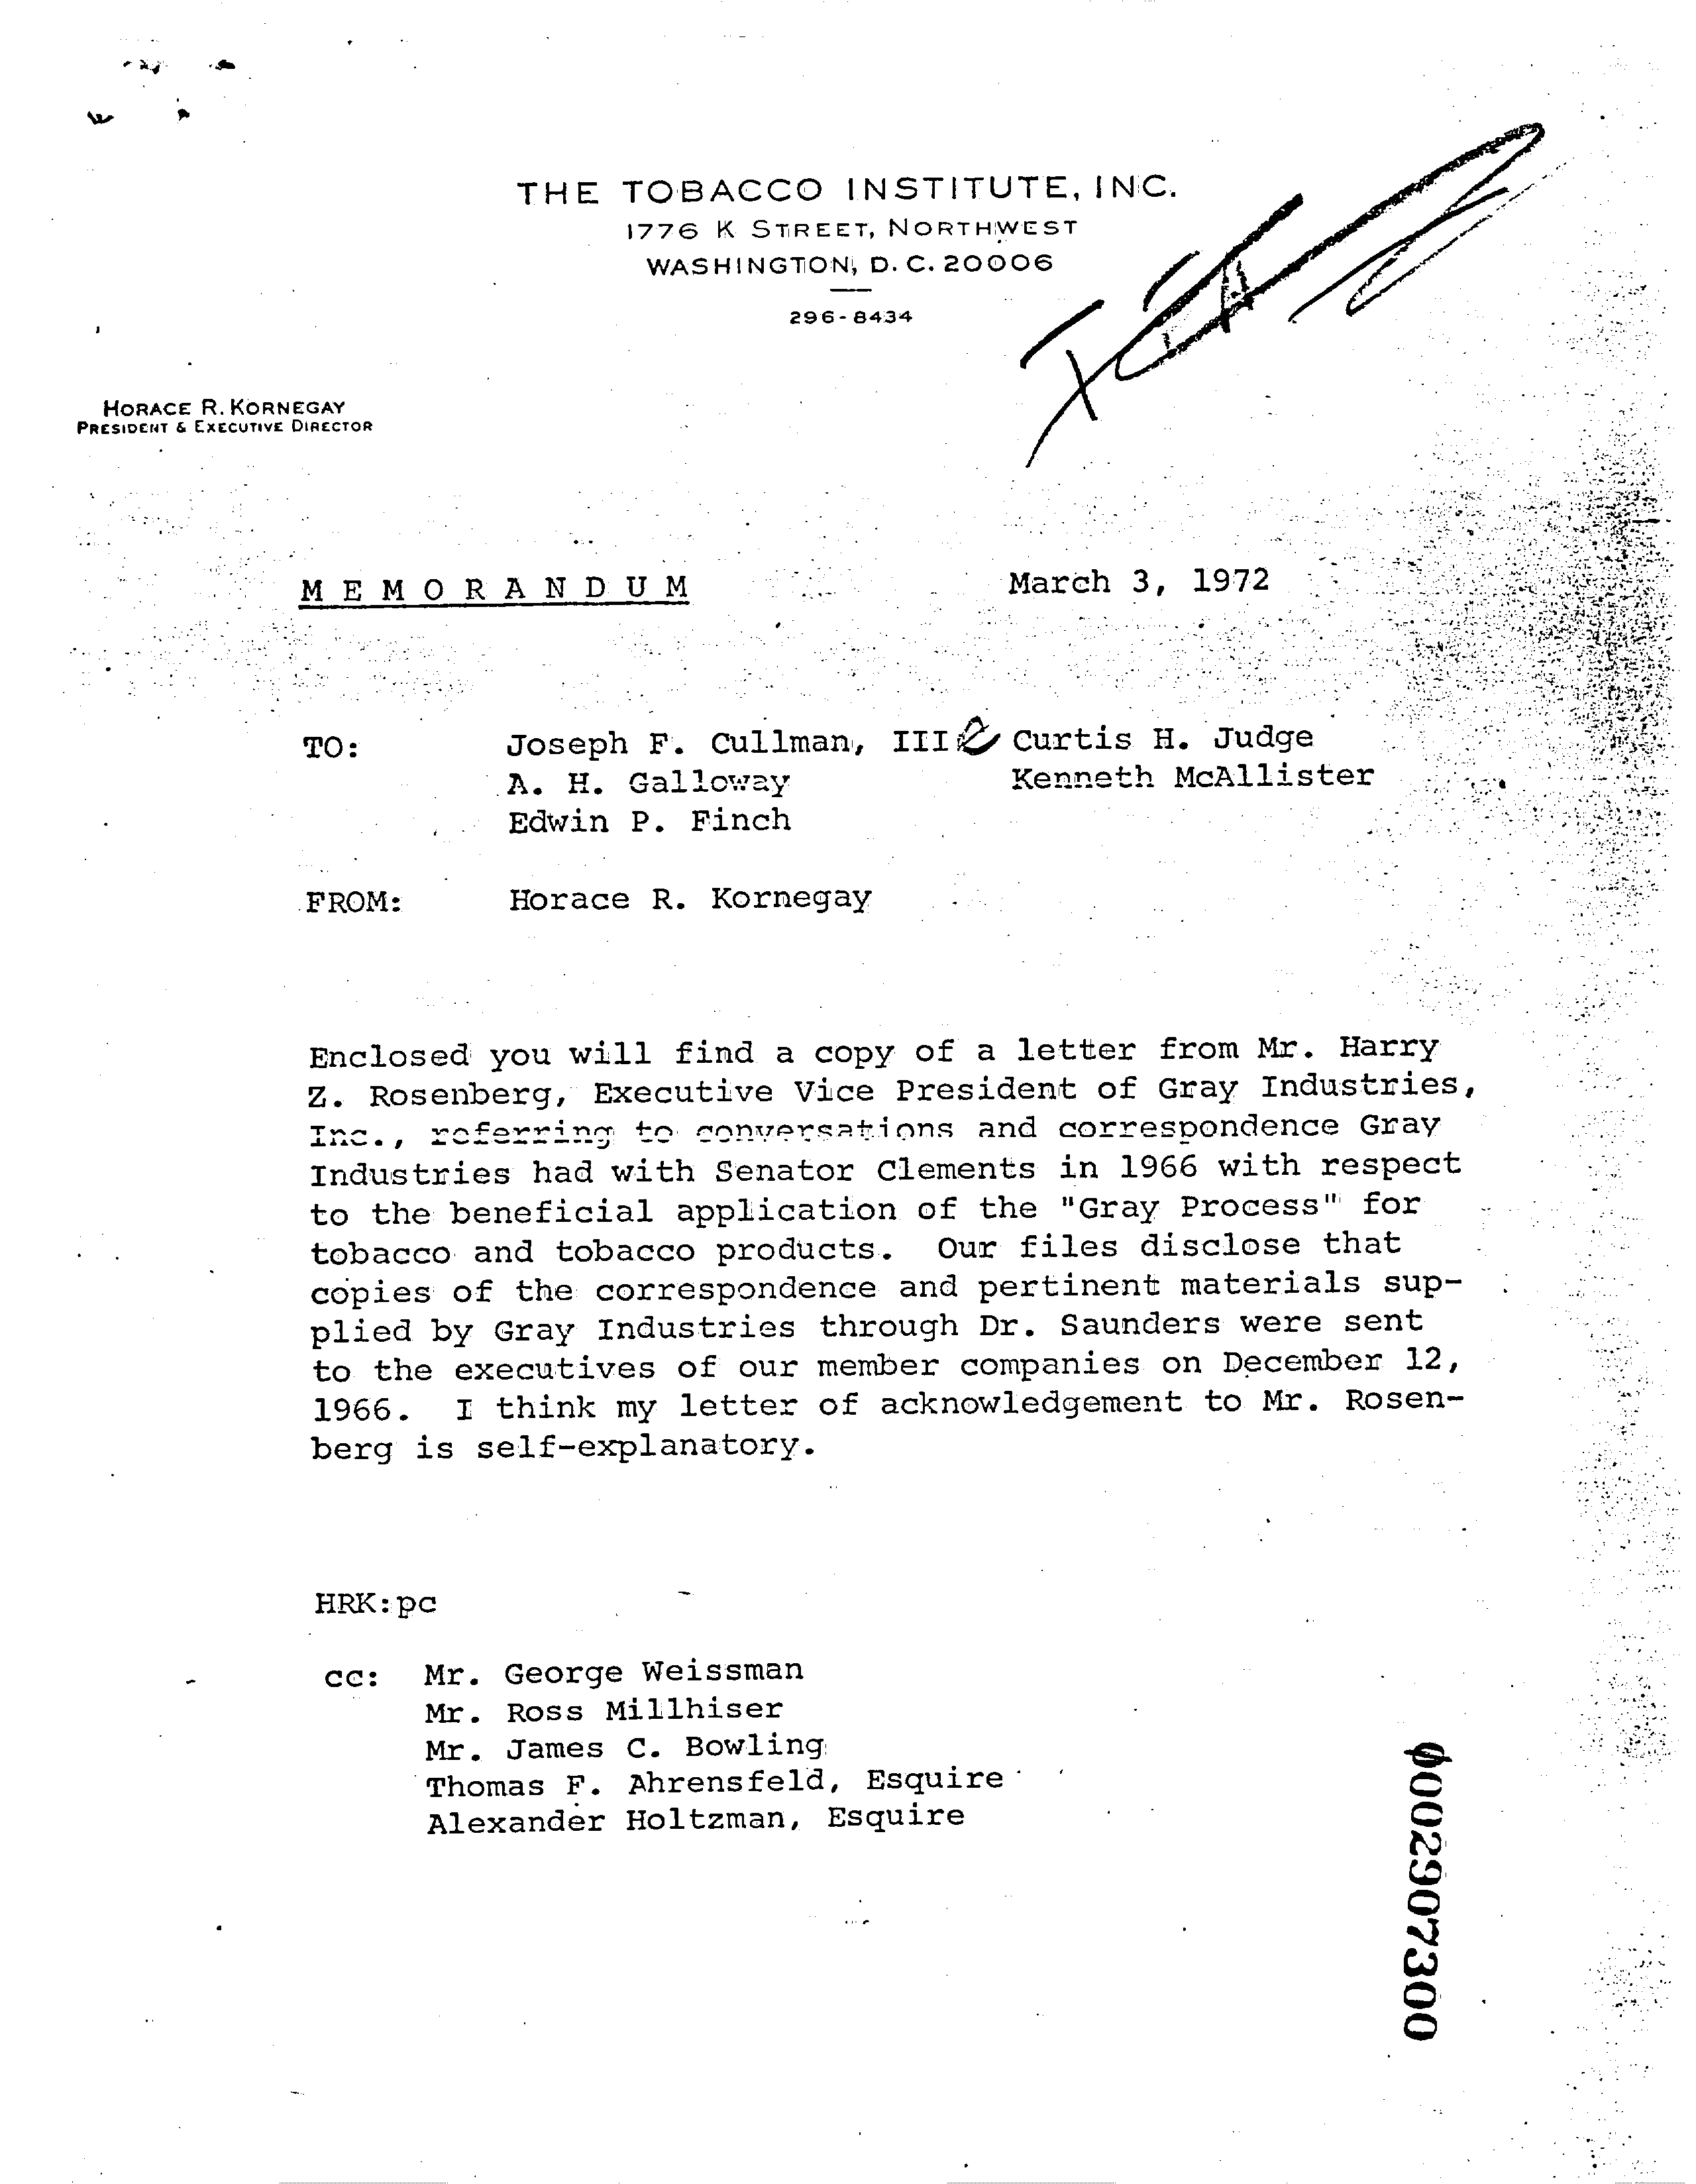 THE TOBACCO INSTITUTE, INC.
1776 K STREET, NORTHWEST
WASHINGTON, D. C. 20006
296-8434
HORACE R. KORNEGAY
PRESIDENT & EXECUTIVE DIRECTOR
MEMORANDUM March 3, 1972
TO: Joseph F. Cullman, III Curtis H. Judge
A. H. Galloway Kenneth McAllister
Edwin P. Finch
FROM: Horace R. Kornegay
Enclosed you will find a copy of a letter from Mr. Harry
Z. Rosenberg, Executive Vice President of Gray Industries,
Inc., referring to conversations and correspondence Gray
Industries had with Senator Clements in 1966 with respect
to the beneficial application of the "Gray Process" for
tobacco and tobacco products. Our files disclose that
copies of the correspondence and pertinent materials sup-
plied by Gray Industries through Dr. Saunders were sent
to the executives of our member companies on December 12,
1966. I think my letter of acknowledgement to Mr. Rosen-
berg is self-explanatory.
HRK:pc
cc: Mr. George Weissman
Mr. Ross Millhiser
Mr. James C. Bowling
Thomas F. Ahrensfeld, Esquire
Alexander Holtzman, Esquire
0002907300